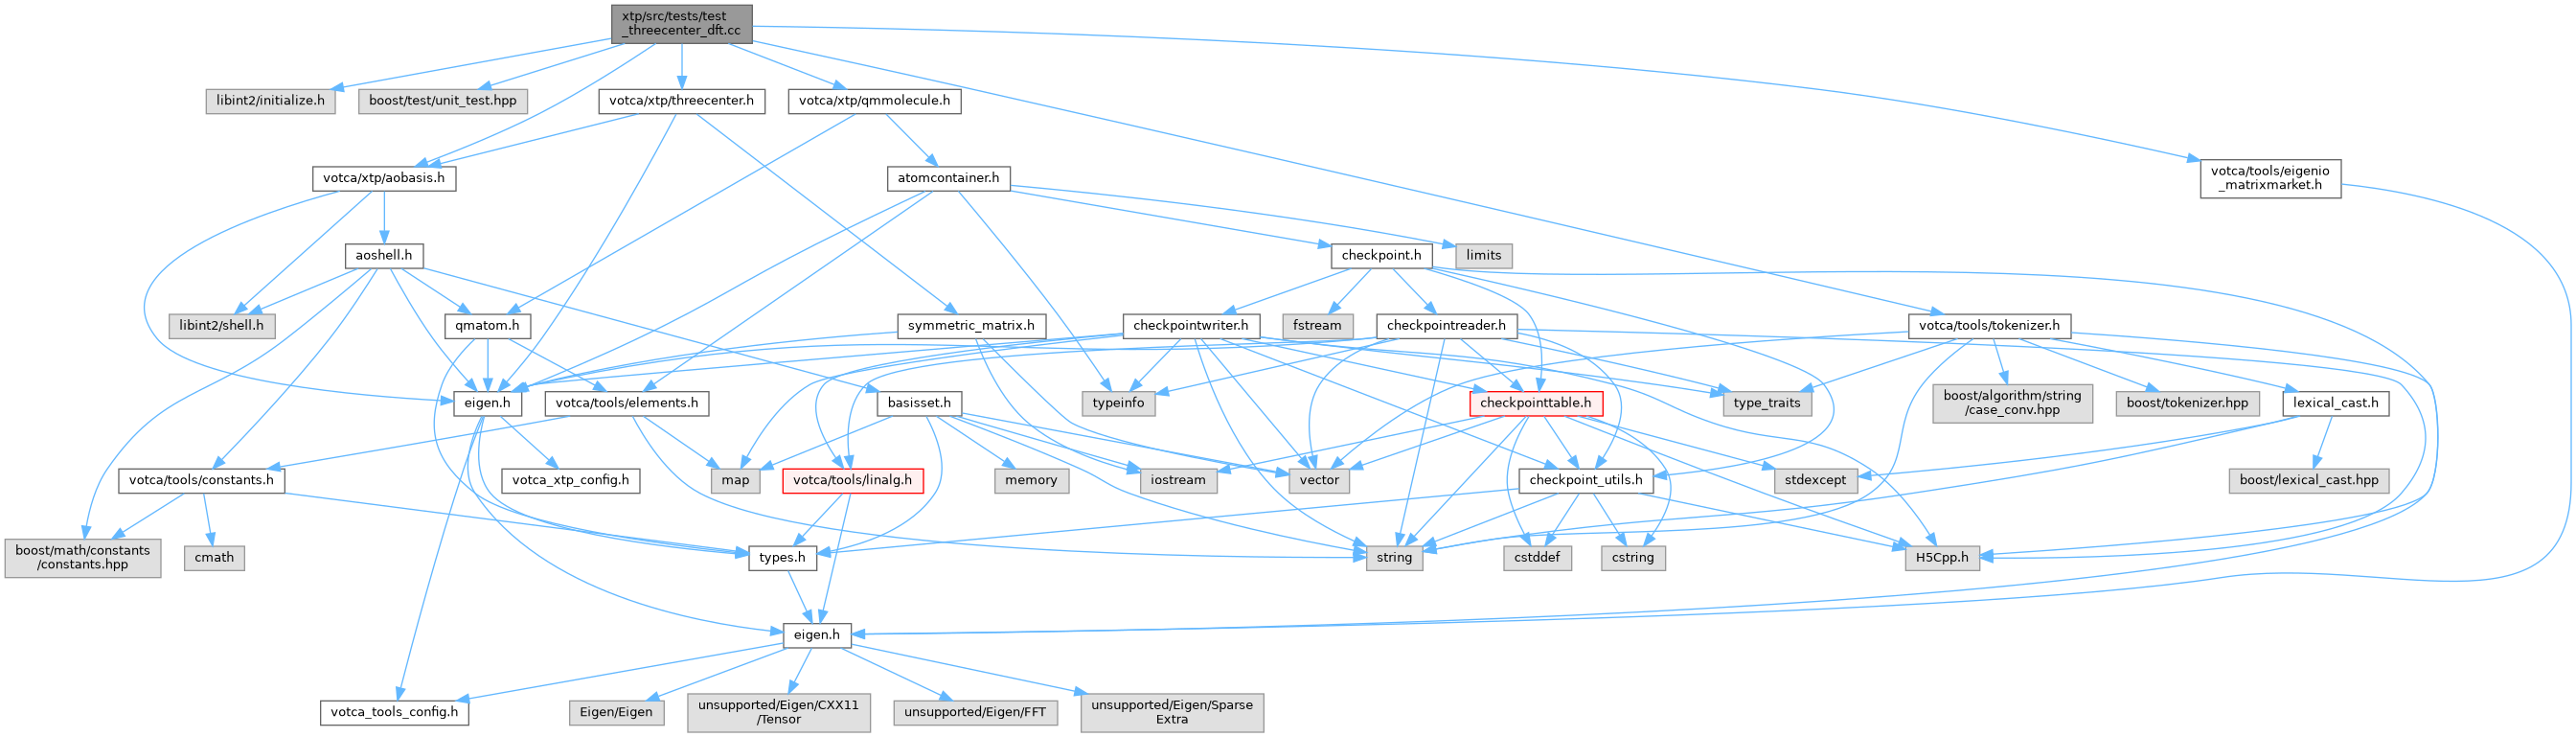 xtp/src/tests/test
_threecenter_dft.cc
libint2/initialize.h
boost/test/unit_test.hpp
votca/xtp/threecenter.h
votca/xtp/qmmolecule.h
votca/xtp/aobasis.h
atomcontainer.h
votca/tools/eigenio
_matrixmarket.h
aoshell.h
checkpoint.h
limits
libint2/shell.h
qmatom.h
symmetric_matrix.h
checkpointwriter.h
fstream
checkpointreader.h
votca/tools/tokenizer.h
eigen.h
votca/tools/elements.h
basisset.h
typeinfo
checkpointtable.h
type_traits
boost/algorithm/string
/case_conv.hpp
boost/tokenizer.hpp
lexical_cast.h
votca/tools/constants.h
votca_xtp_config.h
map
votca/tools/linalg.h
memory
iostream
vector
checkpoint_utils.h
stdexcept
boost/lexical_cast.hpp
boost/math/constants
/constants.hpp
cmath
types.h
string
cstddef
cstring
H5Cpp.h
eigen.h
votca_tools_config.h
Eigen/Eigen
unsupported/Eigen/CXX11
/Tensor
unsupported/Eigen/FFT
unsupported/Eigen/Sparse
Extra